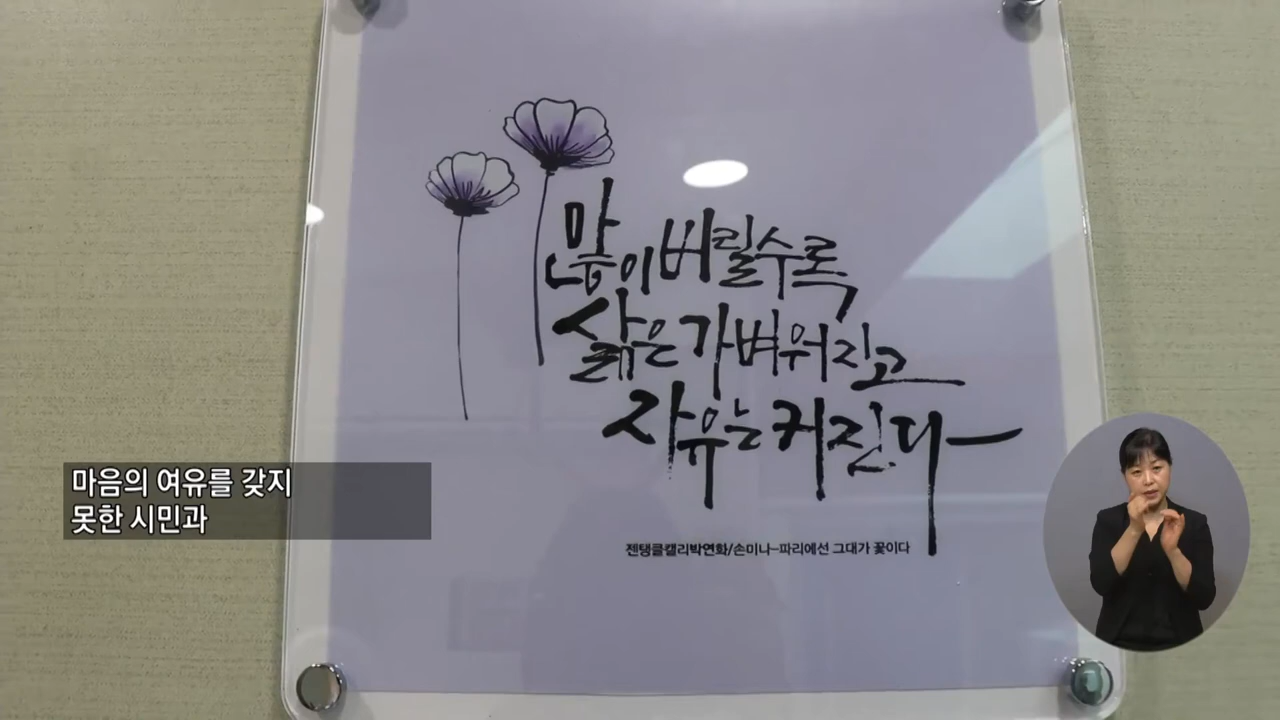 많이 버릴수록
삶은 가벼워지고
자유는 커진다
젠탱클캘리박연화/손미나-파리에선 그대가 꽃이다
마음의 여유를 갖지
못한 시민과